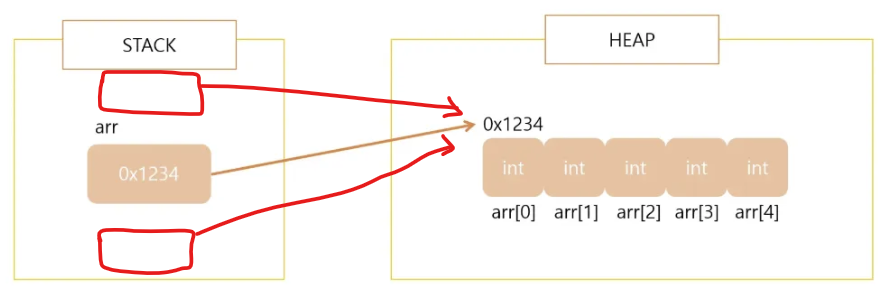 STACK
HEAP
arr
0x1234
0x1234
int int int int int
arr[0] arr[1] arr[2] arr[3] arr[4]